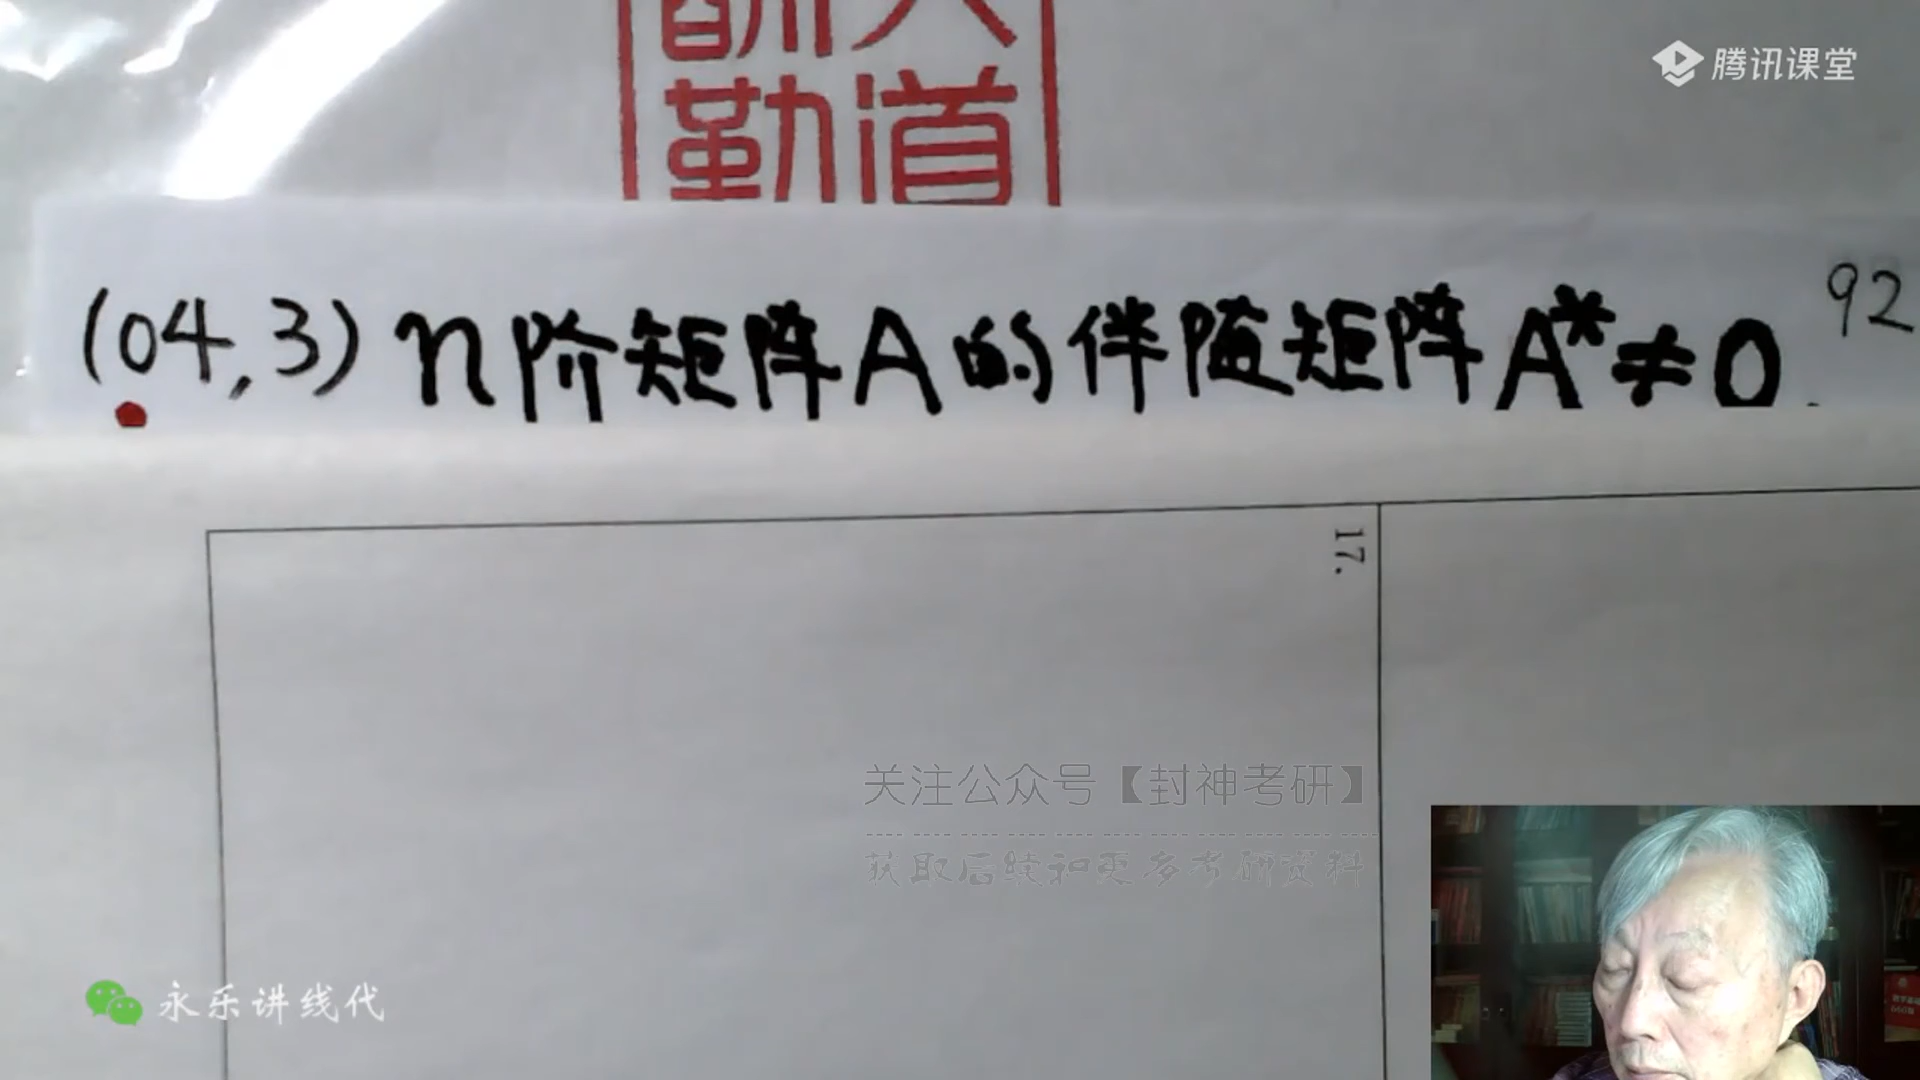 腾讯课堂
勤道
92
(04,3) n阶矩阵A的伴随矩阵A*≠0.
17.
关注公众号【封神考研】
获取后续和更多考研资料
永乐讲线代